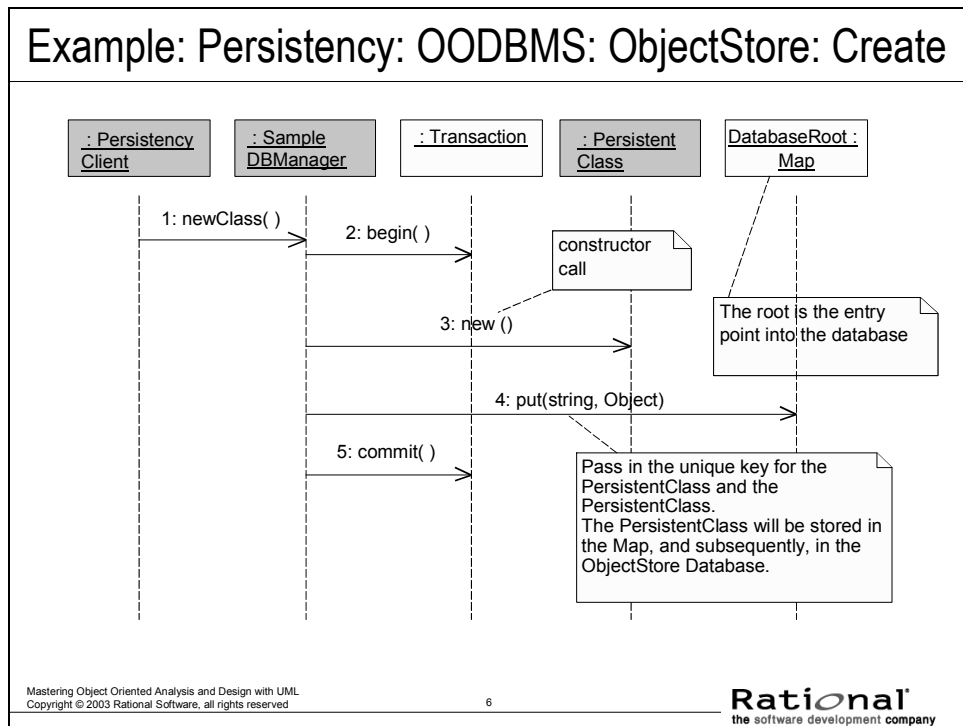 Example: Persistency: OODBMS: ObjectStore: Create
: Persistency
Client
: Sample
DBManager
: Transaction
: Persistent
Class
DatabaseRoot :
Map
1: newClass( )
2: begin( )
constructor
call
3: new ()
The root is the entry
point into the database
4: put(string, Object)
5: commit( )
Pass in the unique key for the
PersistentClass and the
PersistentClass.
The PersistentClass will be stored in
the Map, and subsequently, in the
ObjectStore Database.
Mastering Object Oriented Analysis and Design with UML
Copyright © 2003 Rational Software, all rights reserved
6
Rational
the software development company